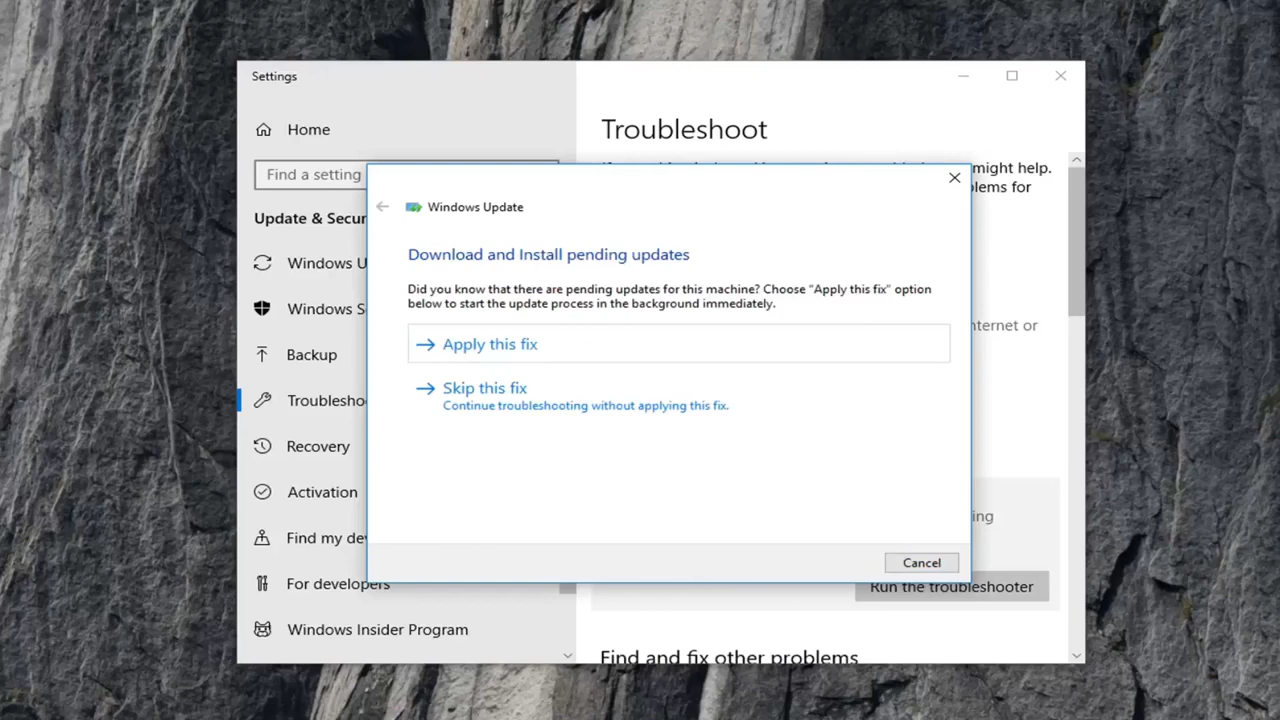 Settings
Home
Find a setting
Update & Secur
Windows U
Windows S
Backup
Troublesho
Recovery
Activation
Find my dev
For developers
Windows Insider Program
Troubleshoot
might help.
lems for
nternet or
ing
Run the troubleshooter
Find and fix other problems
Windows Update
Download and Install pending updates
Did you know that there are pending updates for this machine? Choose “Apply this fix” option
below to start the update process in the background immediately.
Apply this fix
Skip this fix
Continue troubleshooting without applying this fix.
Cancel